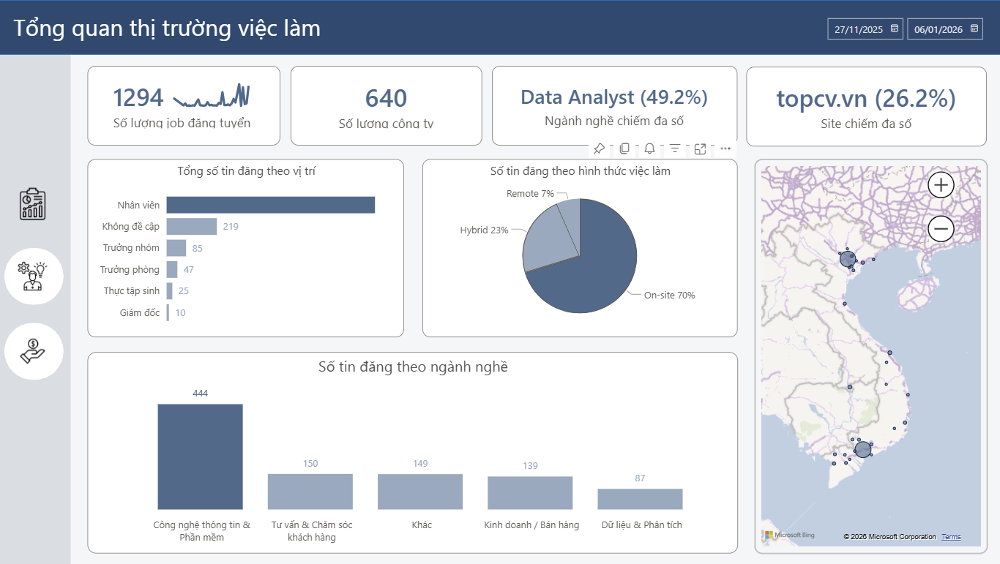 Tổng quan thị trường việc làm
27/11/2025
06/01/2026
1294
Số lượng job đăng tuyển
640
Số lượng công ty
Data Analyst (49.2%)
Ngành nghề chiếm đa số
topcv.vn (26.2%)
Site chiếm đa số
Tổng số tin đăng theo vị trí
Nhân viên
Không đề cập 219
Trưởng nhóm 85
Trưởng phòng 47
Thực tập sinh 25
Giám đốc 10
Số tin đăng theo hình thức việc làm
Remote 7%
Hybrid 23%
On-site 70%
Số tin đăng theo ngành nghề
444
150
149
139
87
Công nghệ thông tin &
Phần mềm
Tư vấn & Chăm sóc
khách hàng
Khác
Kinh doanh / Bán hàng
Dữ liệu & Phân tích
Microsoft Bing
© 2026 Microsoft Corporation Terms